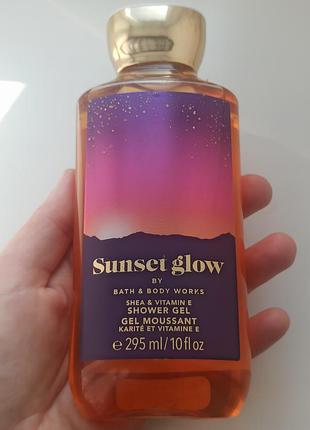 Sunset glow
BY
BATH & BODY WORKS
SHEA & VITAMIN E
SHOWER GEL
GEL MOUSSANT
KARITÉ ET VITAMINE E
℮ 295 ml/10 fl oz